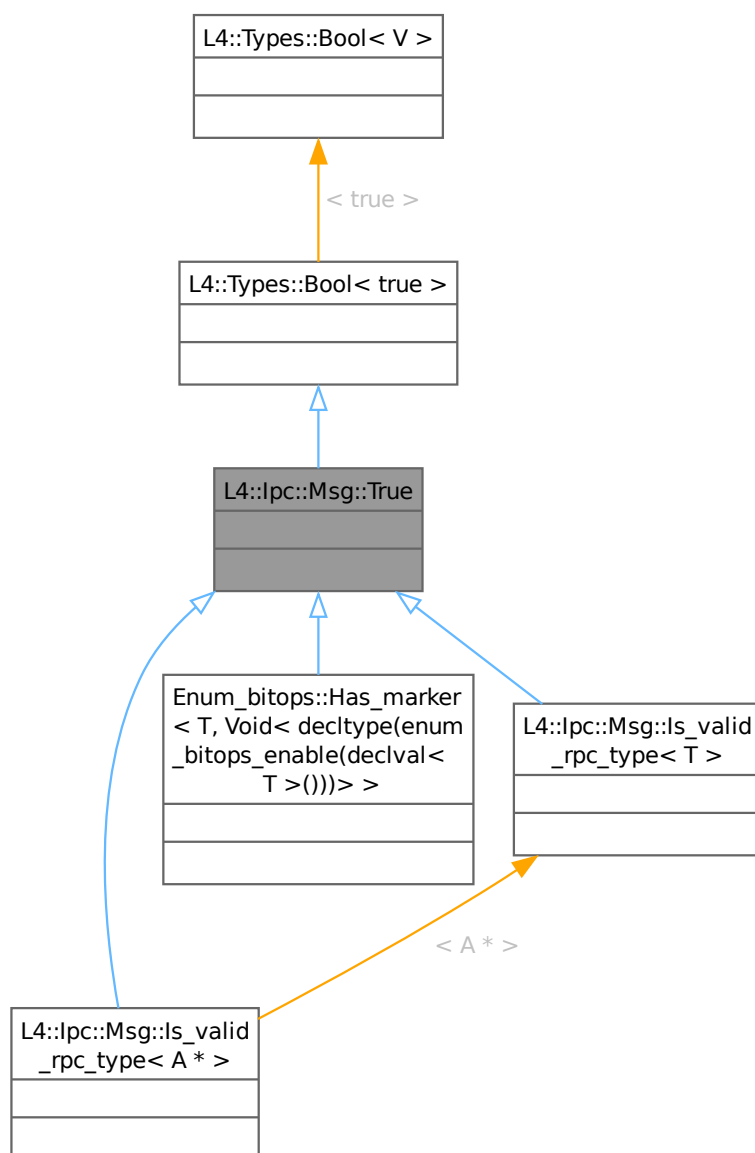 L4::Types::Bool< V >
< true >
L4::Types::Bool< true >
L4::Ipc::Msg::True
Enum_bitops::Has_marker
< T, Void< decltype(enum
_bitops_enable(declval<
T >()))> >
L4::Ipc::Msg::Is_valid
_rpc_type< T >
< A * >
L4::Ipc::Msg::Is_valid
_rpc_type< A * >